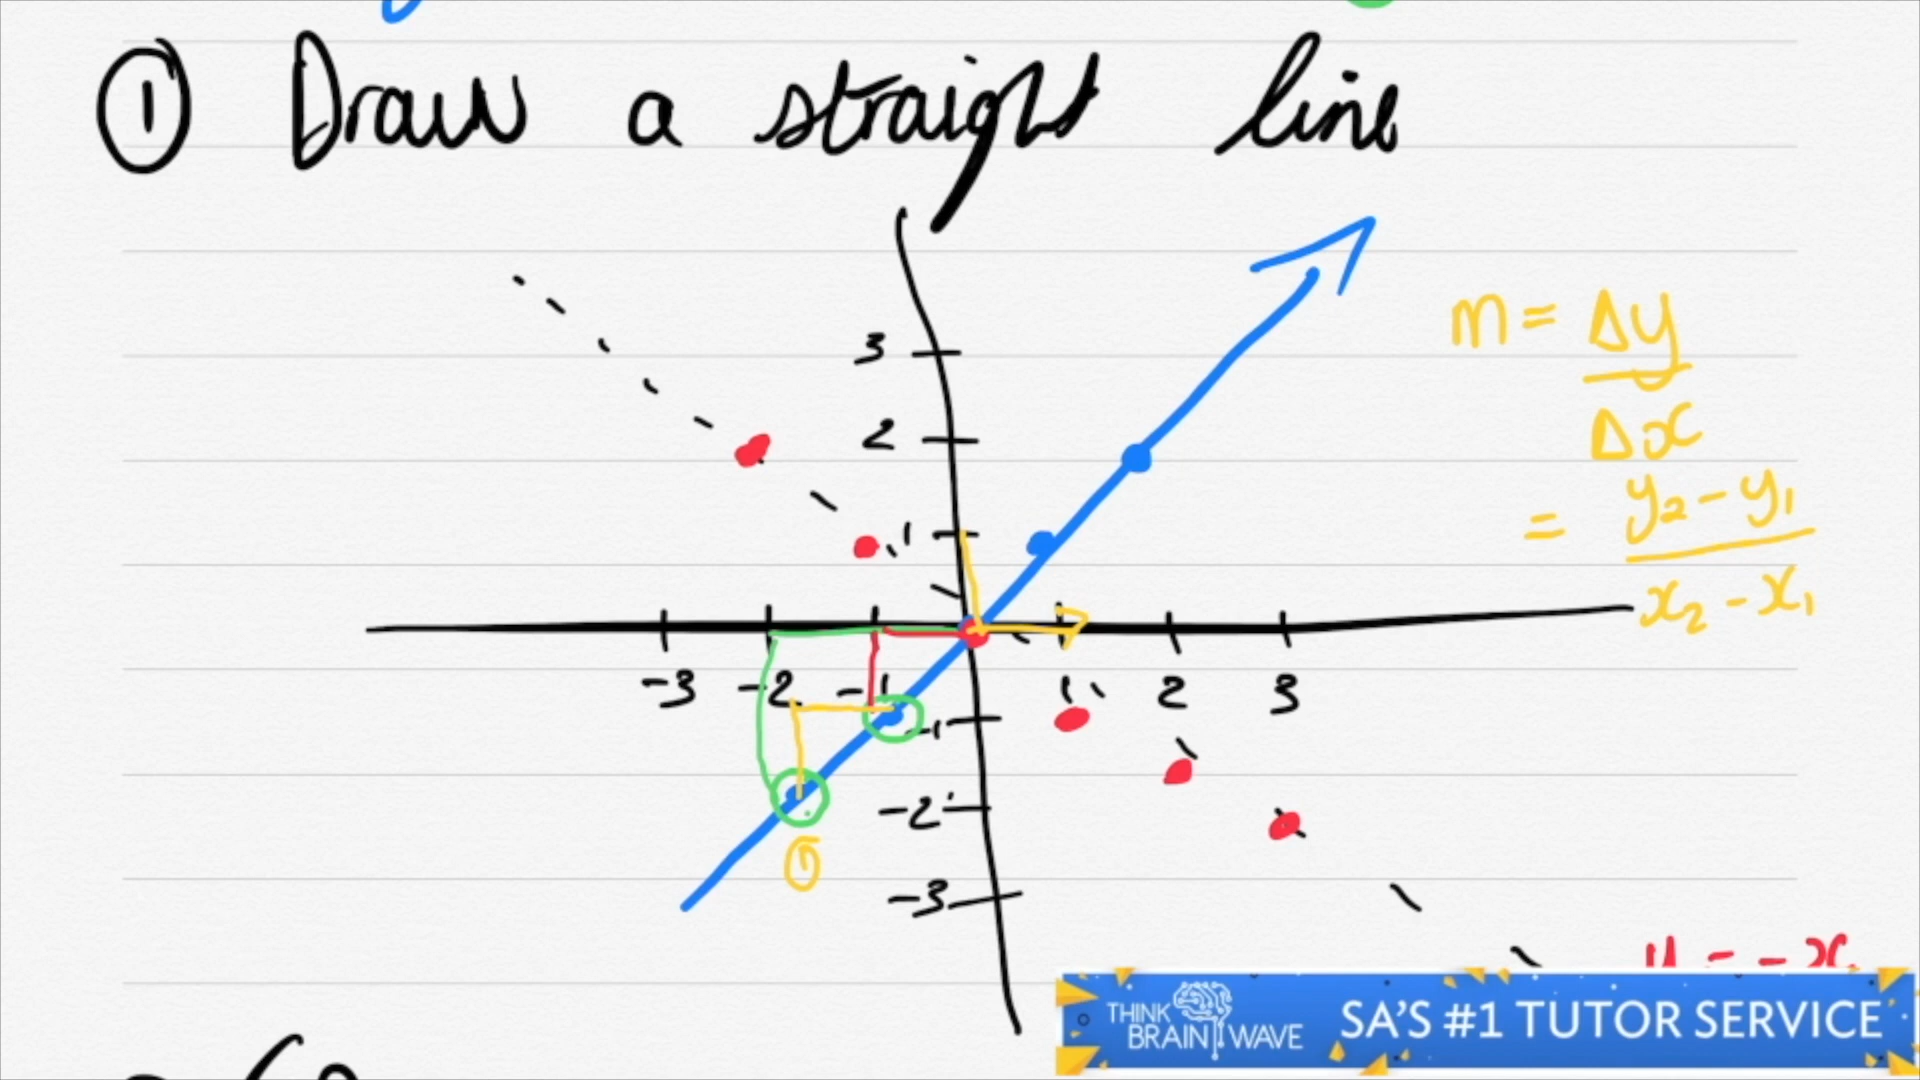 ① Draw a straight line
3
2
1
-3 -2 -1 1 2 3
-1
-2
-3
m = Δy
Δx
= y₂ - y₁
x₂ - x₁
y = -x
THINK
BRAIN WAVE
SA'S #1 TUTOR SERVICE